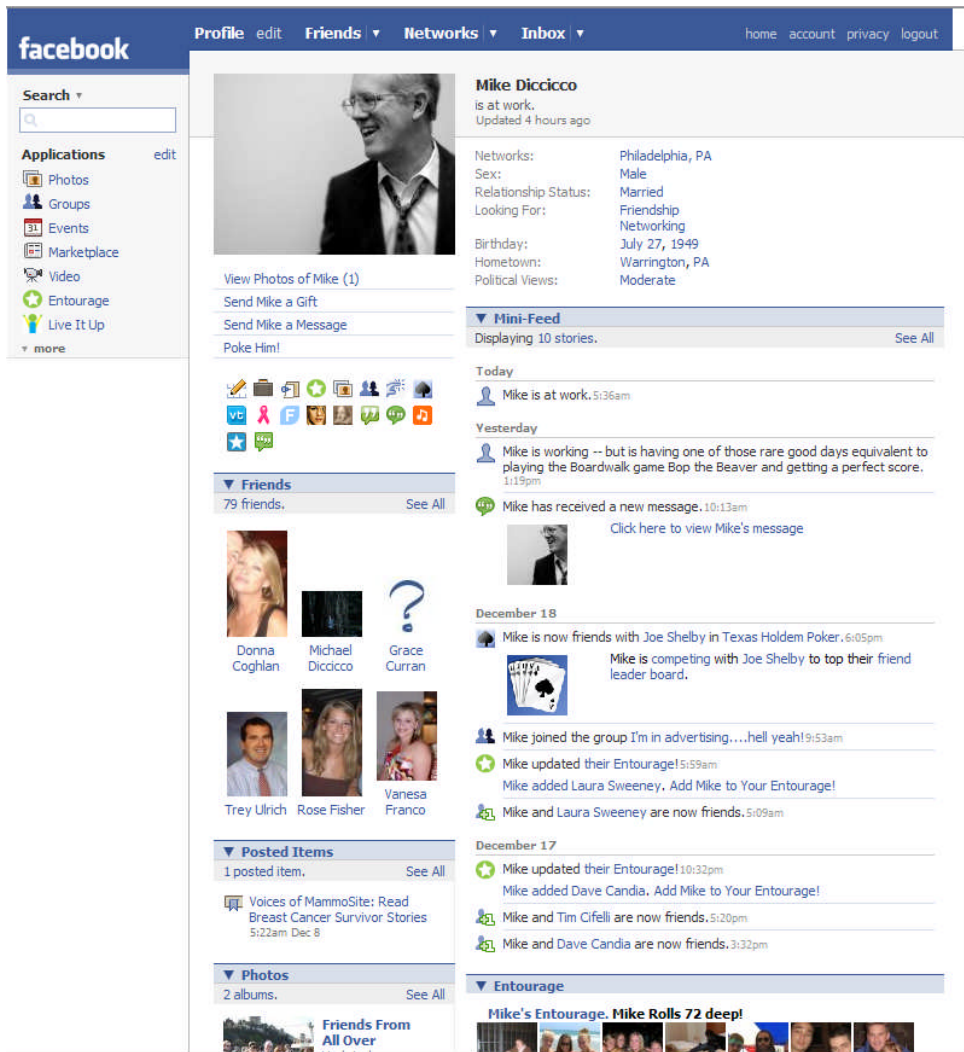 facebook
Profile edit Friends ▼ Networks ▼ Inbox ▼
home account privacy logout
Search ▼
Applications edit
Photos
Groups
31 Events
Marketplace
Video
Entourage
Live It Up
▼ more
Mike Diccicco
is at work.
Updated 4 hours ago
Networks: Philadelphia, PA
Sex: Male
Relationship Status: Married
Looking For: Friendship
Networking
Birthday: July 27, 1949
Hometown: Warrington, PA
Political Views: Moderate
View Photos of Mike (1)
Send Mike a Gift
Send Mike a Message
Poke Him!
vt F
▼ Friends
79 friends. See All
Donna
Coghlan
Michael
Diccicco
Grace
Curran
Trey Ulrich
Rose Fisher
Vanesa
Franco
▼ Posted Items
1 posted item. See All
Voices of MammoSite: Read
Breast Cancer Survivor Stories
5:22am Dec 8
▼ Photos
2 albums. See All
Friends From
All Over
▼ Mini-Feed
Displaying 10 stories. See All
Today
Mike is at work. 5:36am
Yesterday
Mike is working -- but is having one of those rare good days equivalent to
playing the Boardwalk game Bop the Beaver and getting a perfect score.
1:19pm
Mike has received a new message. 10:13am
Click here to view Mike's message
December 18
Mike is now friends with Joe Shelby in Texas Holdem Poker. 6:05pm
Mike is competing with Joe Shelby to top their friend
leader board.
Mike joined the group I'm in advertising....hell yeah! 9:53am
Mike updated their Entourage! 5:59am
Mike added Laura Sweeney. Add Mike to Your Entourage!
Mike and Laura Sweeney are now friends. 5:09am
December 17
Mike updated their Entourage! 10:32pm
Mike added Dave Candia. Add Mike to Your Entourage!
Mike and Tim Cifelli are now friends. 5:20pm
Mike and Dave Candia are now friends. 3:32pm
▼ Entourage
Mike's Entourage. Mike Rolls 72 deep!